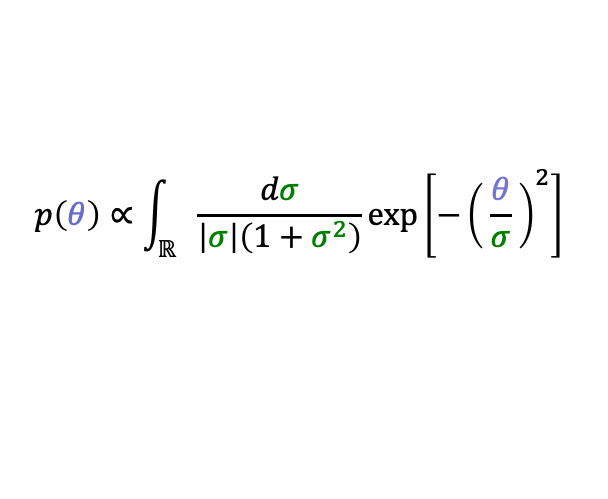 p(θ) ∝ ∫_ℝ dσ / |σ|(1 + σ²) exp[−(θ/σ)²]